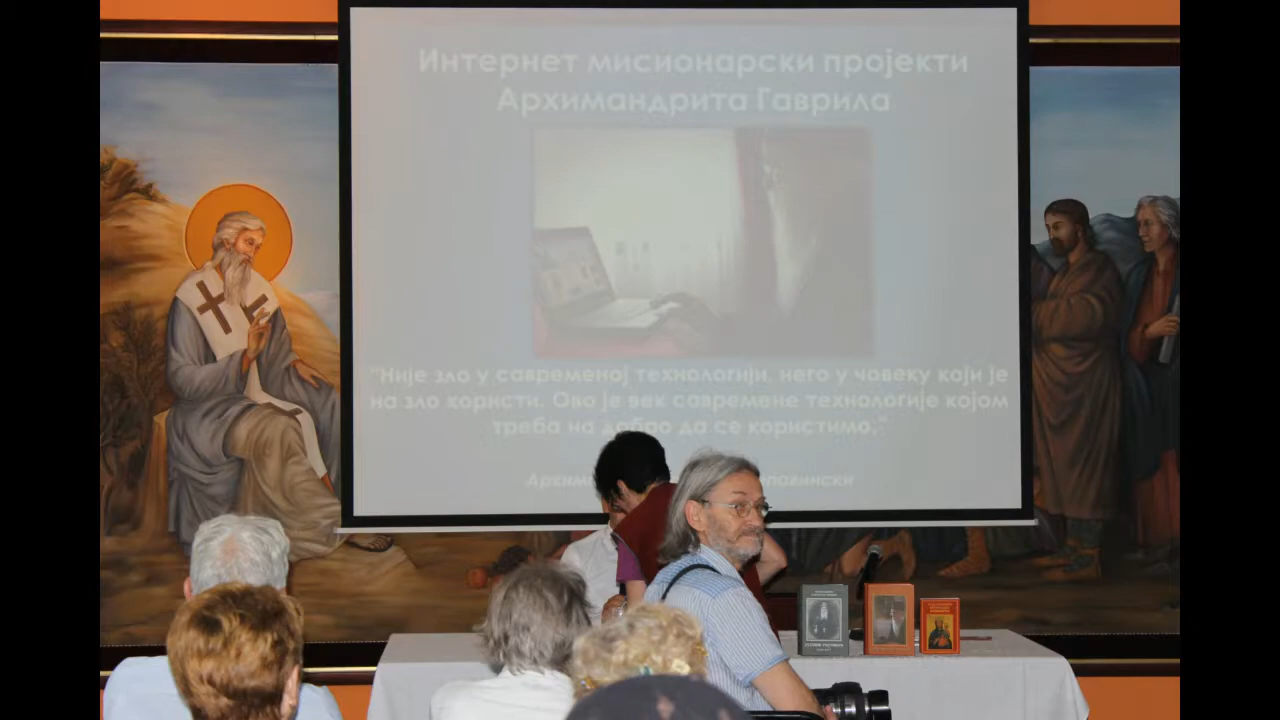 Интернет мисионарски пројекти
Архимандрита Гаврила
"Није зло у савременој технологији, него у човеку који је
на зло користи. Ово је век савремене технологије којом
треба на добро да се користимо."